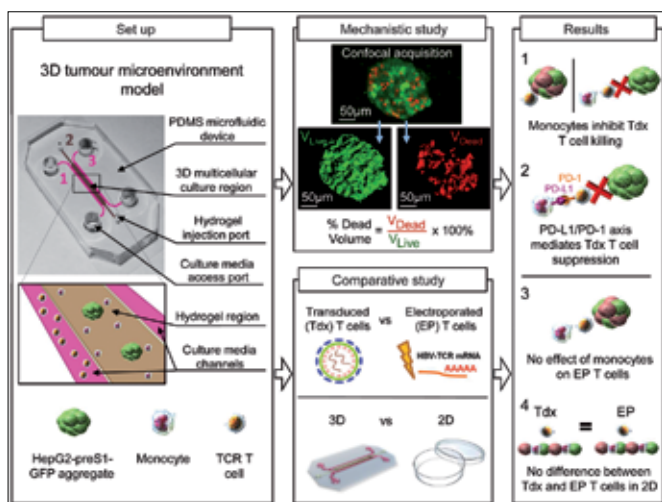 Set up
3D tumour microenvironment
model
2
3
1
PDMS microfluidic
device
3D multicellular
culture region
Hydrogel
injection port
Culture media
access port
Hydrogel region
Culture media
channels
HepG2-preS1-
GFP aggregate
Monocyte
TCR T
cell
Mechanistic study
Confocal acquisition
50µm
VLive
VDead
50µm
50µm
% Dead
Volume = VDead / VLive x 100%
Comparative study
Transduced
(Tdx) T cells
vs
Electroporated
(EP) T cells
HBV-TCR mRNA
AAAAA
3D vs 2D
Results
1
Monocytes inhibit Tdx
T cell killing
2
PD-1
PD-L1
PD-L1/PD-1 axis
mediates Tdx T cell
suppression
3
No effect of monocytes
on EP T cells
4
Tdx = EP
No difference between
Tdx and EP T cells in 2D